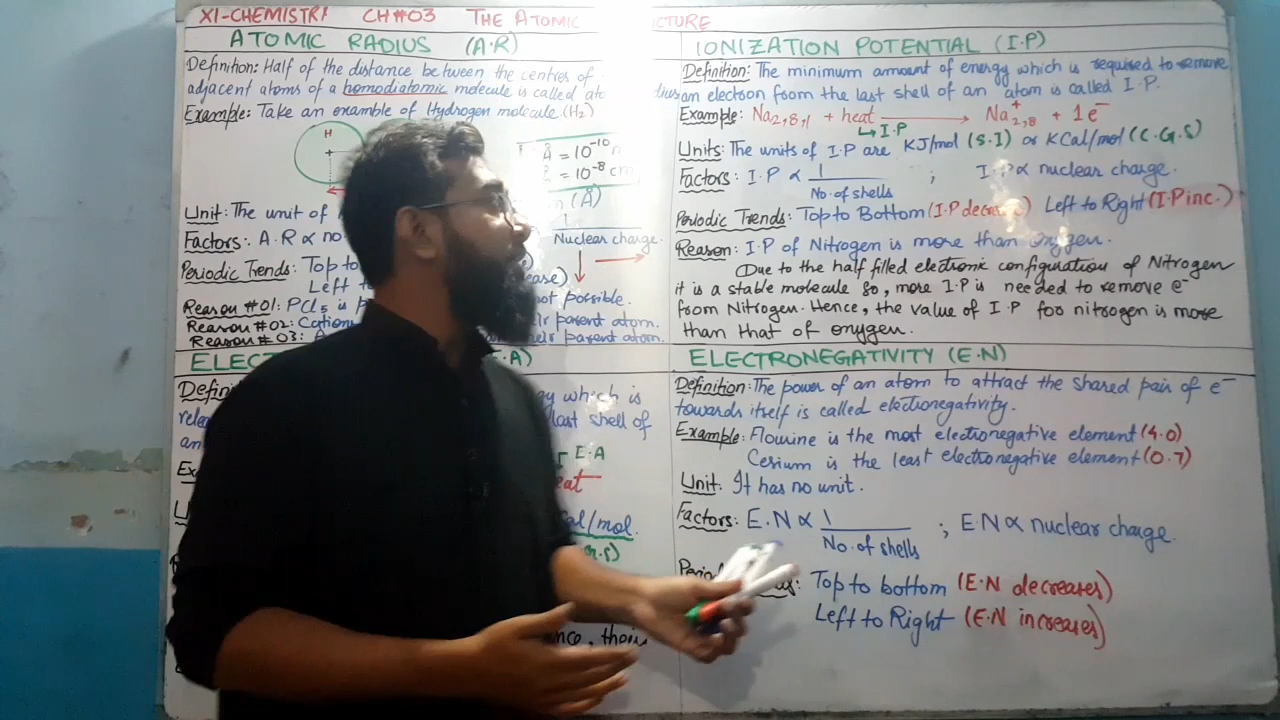 XI-CHEMISTRY CH#03 THE ATOMIC
ATOMIC RADIUS (A.R)
Definition: Half of the distance between the centres of
adjacent atoms of a homodiatomic molecule is called
Example: Take an example of Hydrogen molecule.(H₂)
H
Å = 10⁻¹⁰
= 10⁻⁸ cm
(Å)
Unit: The unit of
Factors: A.R ∝ no
Nuclear charge.
Periodic Trends: Top to
Left
Reason #01: PCl₅ is not possible.
Reason #02: Cations their parent atom.
Reason #03: their parent atom.
IONIZATION POTENTIAL (I.P)
Definition: The minimum amount of energy which is required to remove
an electron from the last shell of an atom is called I.P.
Example: Na₂,₈,₁ + heat → Na⁺₂,₈ + 1e⁻
↳ I.P
Units: The units of I.P are KJ/mol (S.I) or KCal/mol (C.G.S)
Factors: I.P ∝ 1/No. of shells ; I.P ∝ nuclear charge.
Periodic Trends: Top to Bottom (I.P decrease) Left to Right (I.P inc.)
Reason: I.P of Nitrogen is more than oxygen.
Due to the half filled electronic configuration of Nitrogen
it is a stable molecule so, more I.P is needed to remove e⁻
from Nitrogen. Hence, the value of I.P for nitrogen is more
than that of oxygen.
which is
last shell of
E.A
heat
mol.
ELECTRONEGATIVITY (E.N)
Definition: The power of an atom to attract the shared pair of e⁻
towards itself is called electronegativity.
Example: Flourine is the most electronegative element (4.0)
Cesium is the least electronegative element (0.7)
Unit: It has no unit.
Factors: E.N ∝ 1/No. of shells ; E.N ∝ nuclear charge.
Top to bottom (E.N decreases)
Left to Right (E.N increases)